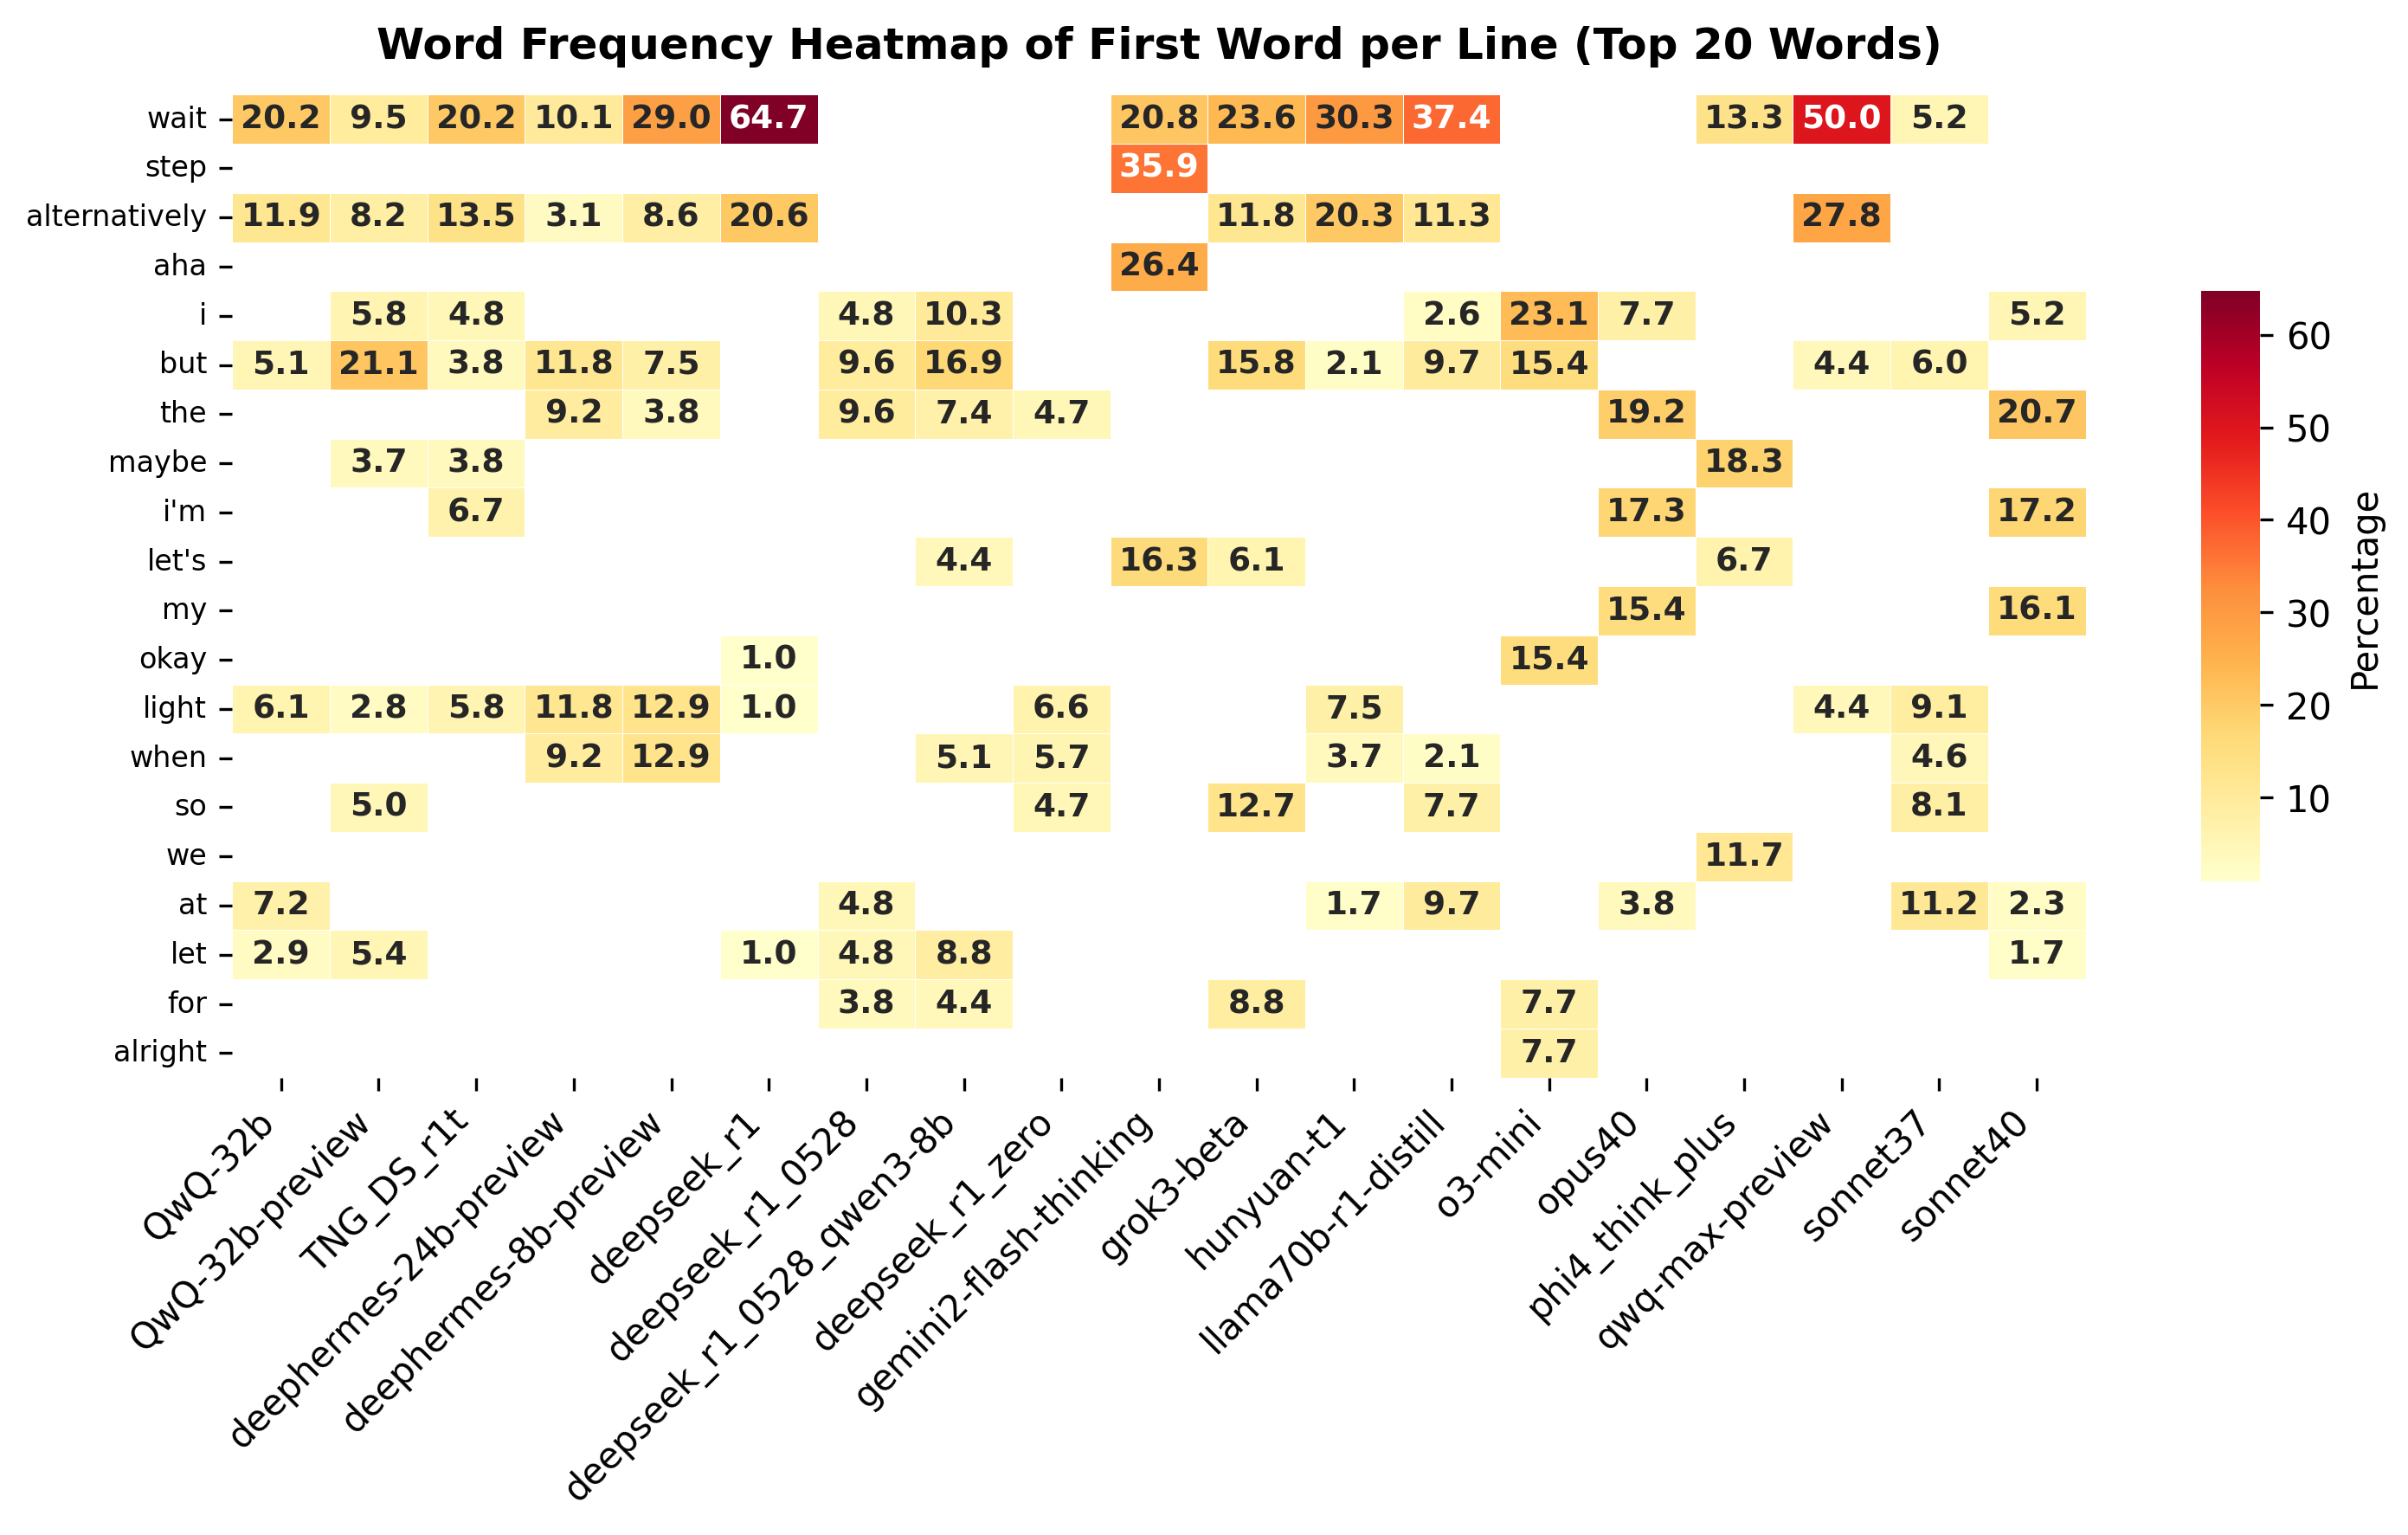 Word Frequency Heatmap of First Word per Line (Top 20 Words)
wait 20.2 9.5 20.2 10.1 29.0 64.7 20.8 23.6 30.3 37.4 13.3 50.0 5.2
step 35.9
alternatively 11.9 8.2 13.5 3.1 8.6 20.6 11.8 20.3 11.3 27.8
aha 26.4
i 5.8 4.8 4.8 10.3 2.6 23.1 7.7 5.2
but 5.1 21.1 3.8 11.8 7.5 9.6 16.9 15.8 2.1 9.7 15.4 4.4 6.0
the 9.2 3.8 9.6 7.4 4.7 19.2 20.7
maybe 3.7 3.8 18.3
i'm 6.7 17.3 17.2
let's 4.4 16.3 6.1 6.7
my 15.4 16.1
okay 1.0 15.4
light 6.1 2.8 5.8 11.8 12.9 1.0 6.6 7.5 4.4 9.1
when 9.2 12.9 5.1 5.7 3.7 2.1 4.6
so 5.0 4.7 12.7 7.7 8.1
we 11.7
at 7.2 4.8 1.7 9.7 3.8 11.2 2.3
let 2.9 5.4 1.0 4.8 8.8 1.7
for 3.8 4.4 8.8 7.7
alright 7.7
QwQ-32b
QwQ-32b-preview
TNG_DS_r1t
deephermes-24b-preview
deephermes-8b-preview
deepseek_r1
deepseek_r1_0528
deepseek_r1_0528_qwen3-8b
deepseek_r1_zero
gemini2-flash-thinking
grok3-beta
hunyuan-t1
llama70b-r1-distill
o3-mini
opus40
phi4_think_plus
qwq-max-preview
sonnet37
sonnet40
60
50
40
30
20
10
Percentage